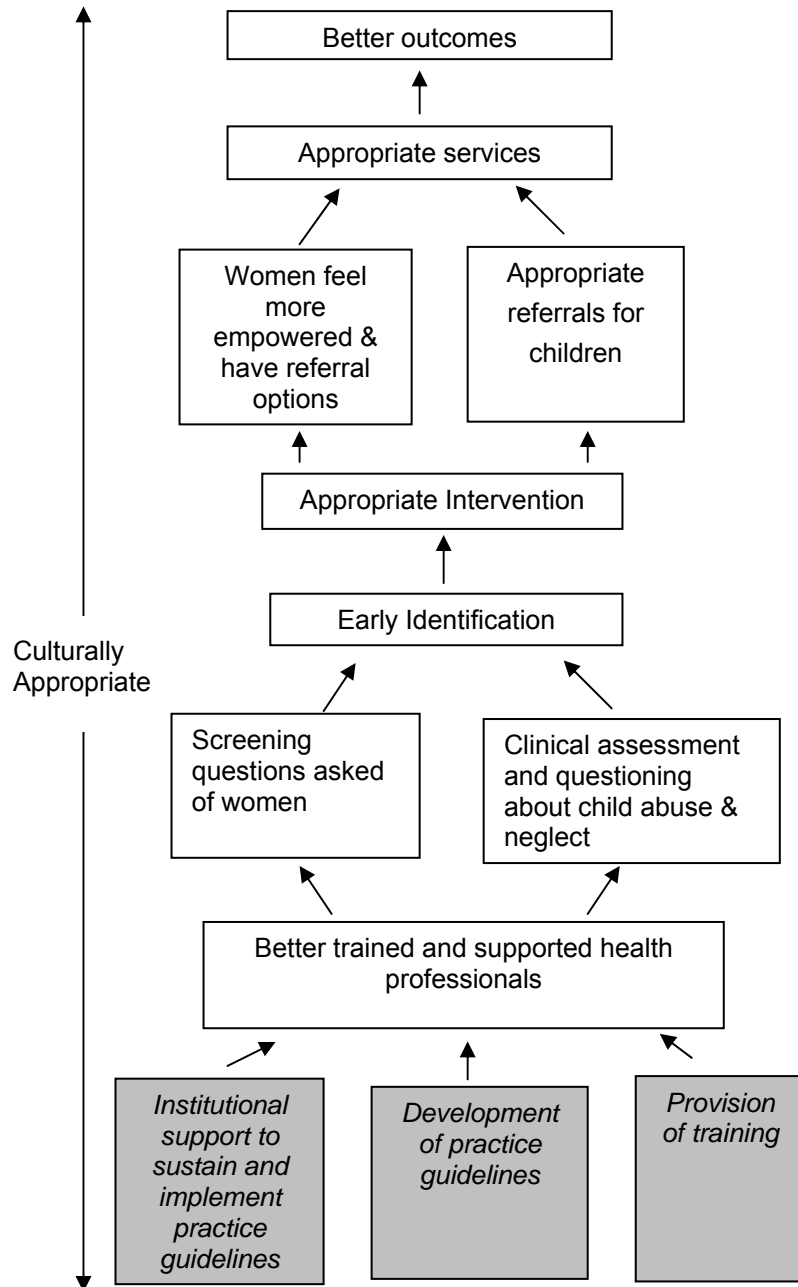 Better outcomes
Appropriate services
Women feel
more
empowered &
have referral
options
Appropriate
referrals for
children
Appropriate Intervention
Early Identification
Culturally
Appropriate
Screening
questions asked
of women
Clinical assessment
and questioning
about child abuse &
neglect
Better trained and supported health
professionals
Institutional
support to
sustain and
implement
practice
guidelines
Development
of practice
guidelines
Provision
of training